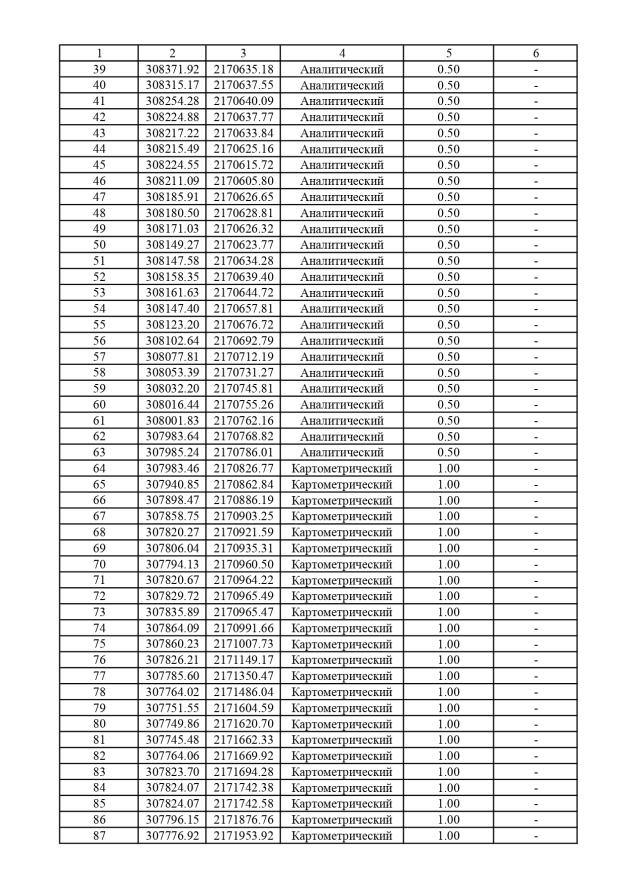 1 2 3 4 5 6
39 308371.92 2170635.18 Аналитический 0.50 -
40 308315.17 2170637.55 Аналитический 0.50 -
41 308254.28 2170640.09 Аналитический 0.50 -
42 308224.88 2170637.77 Аналитический 0.50 -
43 308217.22 2170633.84 Аналитический 0.50 -
44 308215.49 2170625.16 Аналитический 0.50 -
45 308224.55 2170615.72 Аналитический 0.50 -
46 308211.09 2170605.80 Аналитический 0.50 -
47 308185.91 2170626.65 Аналитический 0.50 -
48 308180.50 2170628.81 Аналитический 0.50 -
49 308171.03 2170626.32 Аналитический 0.50 -
50 308149.27 2170623.77 Аналитический 0.50 -
51 308147.58 2170634.28 Аналитический 0.50 -
52 308158.35 2170639.40 Аналитический 0.50 -
53 308161.63 2170644.72 Аналитический 0.50 -
54 308147.40 2170657.81 Аналитический 0.50 -
55 308123.20 2170676.72 Аналитический 0.50 -
56 308102.64 2170692.79 Аналитический 0.50 -
57 308077.81 2170712.19 Аналитический 0.50 -
58 308053.39 2170731.27 Аналитический 0.50 -
59 308032.20 2170745.81 Аналитический 0.50 -
60 308016.44 2170755.26 Аналитический 0.50 -
61 308001.83 2170762.16 Аналитический 0.50 -
62 307983.64 2170768.82 Аналитический 0.50 -
63 307985.24 2170786.01 Аналитический 0.50 -
64 307983.46 2170826.77 Картометрический 1.00 -
65 307940.85 2170862.84 Картометрический 1.00 -
66 307898.47 2170886.19 Картометрический 1.00 -
67 307858.75 2170903.25 Картометрический 1.00 -
68 307820.27 2170921.59 Картометрический 1.00 -
69 307806.04 2170935.31 Картометрический 1.00 -
70 307794.13 2170960.50 Картометрический 1.00 -
71 307820.67 2170964.22 Картометрический 1.00 -
72 307829.72 2170965.49 Картометрический 1.00 -
73 307835.89 2170965.47 Картометрический 1.00 -
74 307864.09 2170991.66 Картометрический 1.00 -
75 307860.23 2171007.73 Картометрический 1.00 -
76 307826.21 2171149.17 Картометрический 1.00 -
77 307785.60 2171350.47 Картометрический 1.00 -
78 307764.02 2171486.04 Картометрический 1.00 -
79 307751.55 2171604.59 Картометрический 1.00 -
80 307749.86 2171620.70 Картометрический 1.00 -
81 307745.48 2171662.33 Картометрический 1.00 -
82 307764.06 2171669.92 Картометрический 1.00 -
83 307823.70 2171694.28 Картометрический 1.00 -
84 307824.07 2171742.38 Картометрический 1.00 -
85 307824.07 2171742.58 Картометрический 1.00 -
86 307796.15 2171876.76 Картометрический 1.00 -
87 307776.92 2171953.92 Картометрический 1.00 -